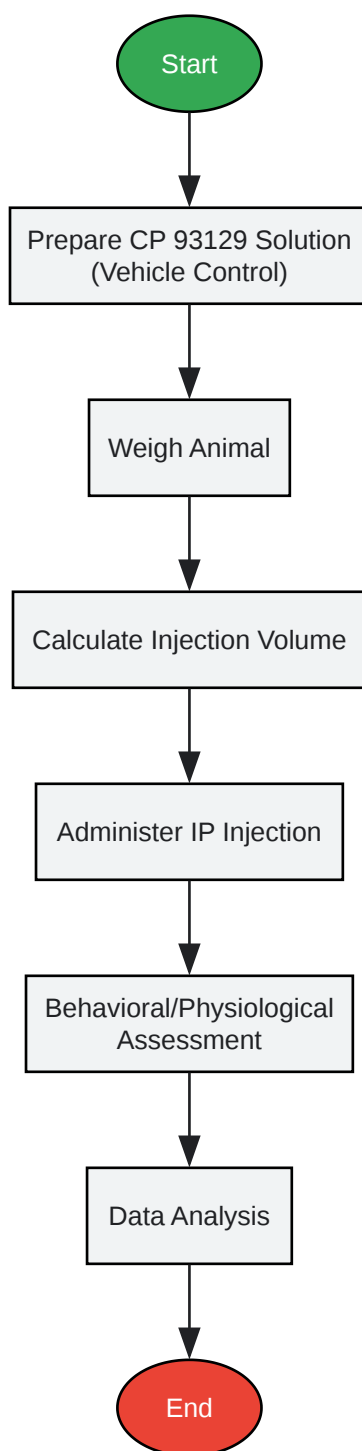 Start
Prepare CP 93129 Solution
(Vehicle Control)
Weigh Animal
Calculate Injection Volume
Administer IP Injection
Behavioral/Physiological
Assessment
Data Analysis
End